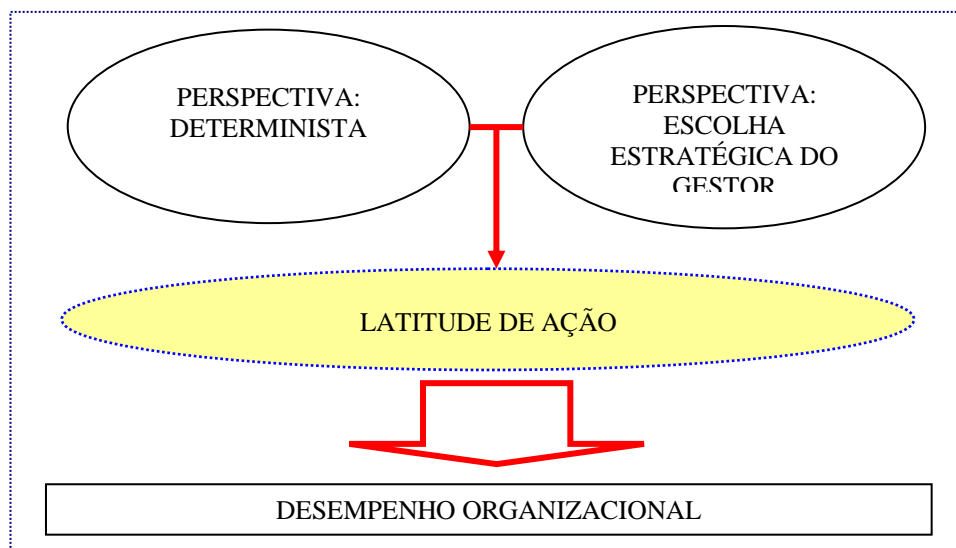 PERSPECTIVA:
DETERMINISTA
PERSPECTIVA:
ESCOLHA
ESTRATÉGICA DO
GESTOR
LATITUDE DE AÇÃO
DESEMPENHO ORGANIZACIONAL